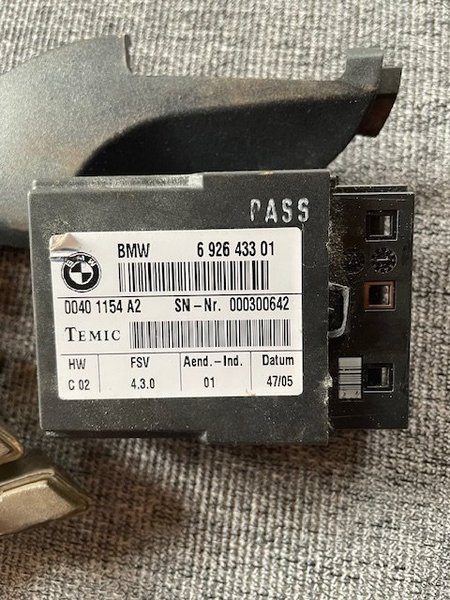 PASS
BMW 6 926 433 01
0040 1154 A2 SN-Nr. 000300642
TEMIC
HW FSV Aend.-Ind. Datum
C 02 4.3.0 01 47/05